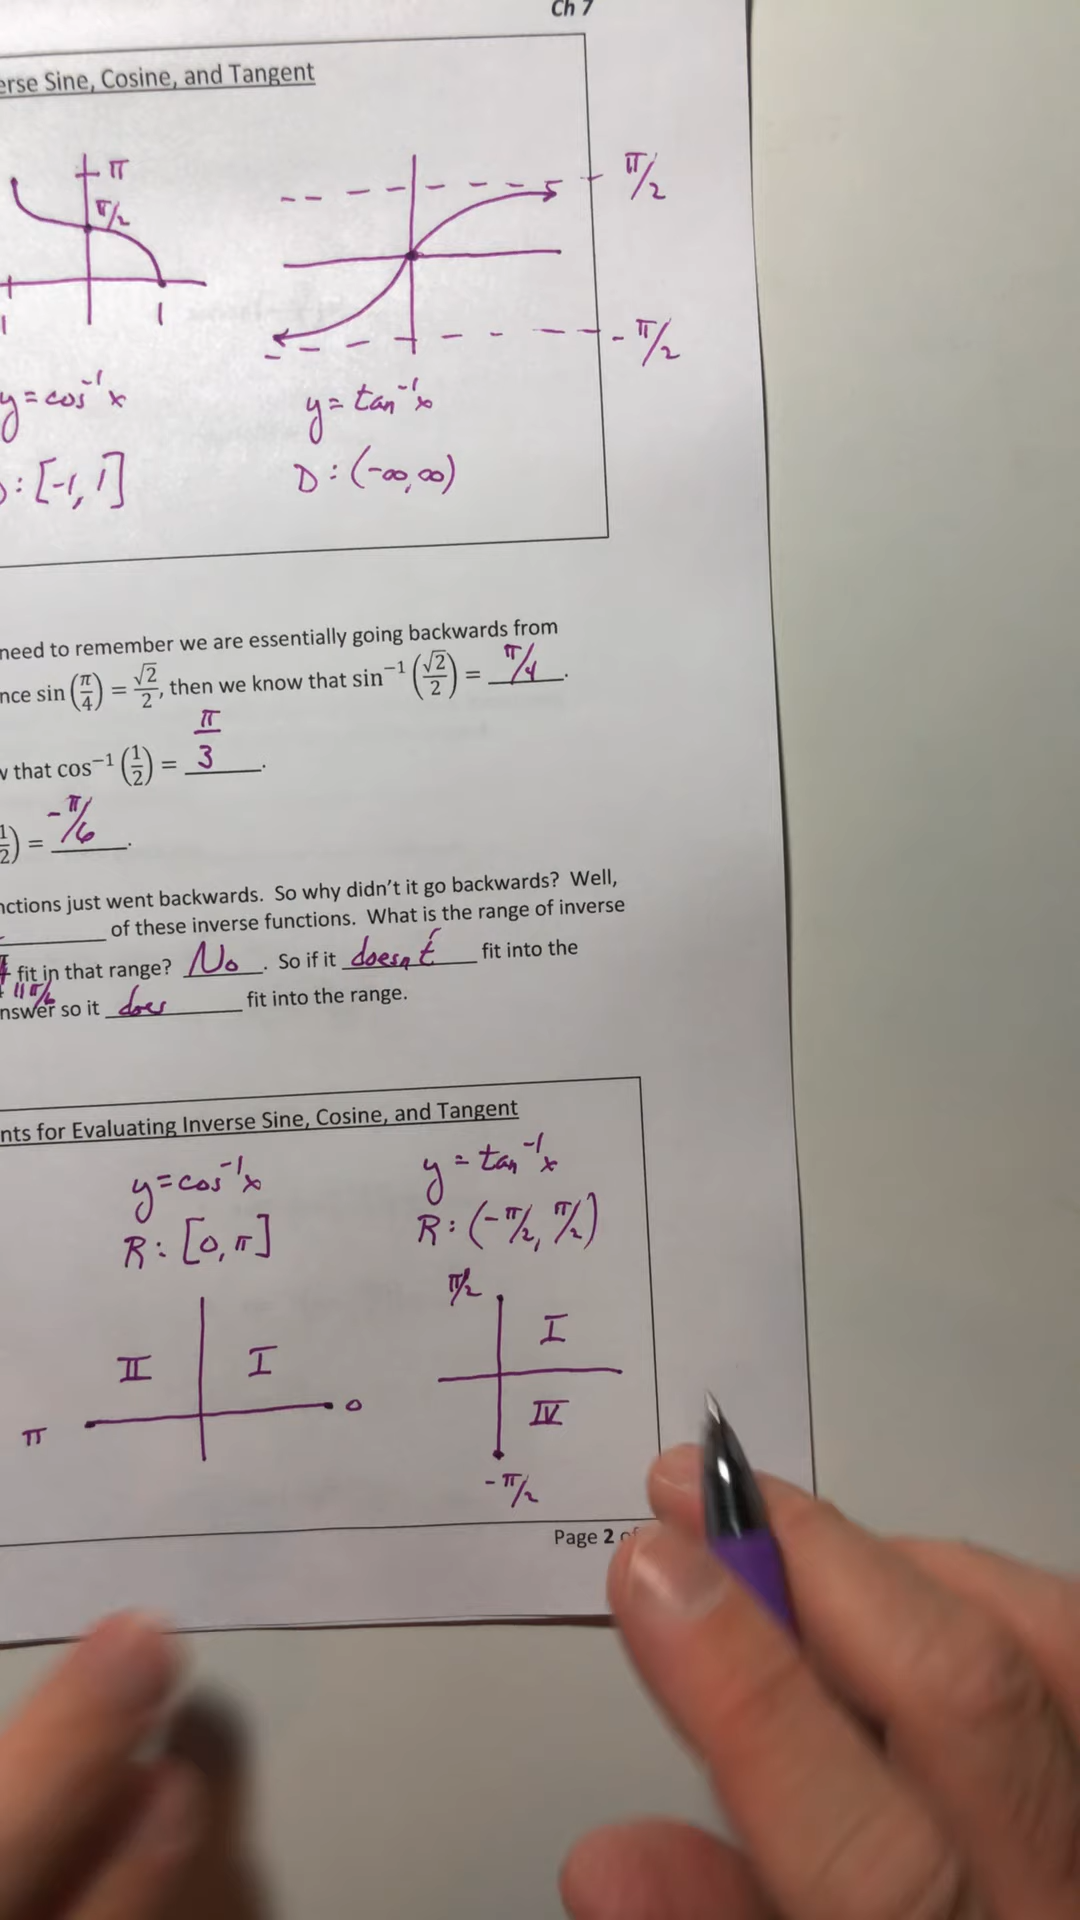 Ch 7
erse Sine, Cosine, and Tangent
π
π/2
1
1
y = cos⁻¹x
D: [-1, 1]
π/2
-π/2
y = tan⁻¹x
D: (-∞, ∞)
need to remember we are essentially going backwards from
nce sin (π/4) = √2/2, then we know that sin⁻¹ (√2/2) = π/4.
w that cos⁻¹ (1/2) = π/3.
1/2) = -π/6.
nctions just went backwards. So why didn't it go backwards? Well,
of these inverse functions. What is the range of inverse
fit in that range? No. So if it doesn't fit into the
11π/6
nswer so it does fit into the range.
nts for Evaluating Inverse Sine, Cosine, and Tangent
y = cos⁻¹x
R: [0, π]
II I
π 0
y = tan⁻¹x
R: (-π/2, π/2)
π/2
I
IV
-π/2
Page 2 of